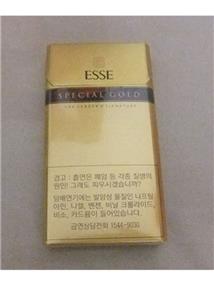 ESSE
SPECIAL GOLD
THE LEADER'S SIGNATURE
경고 : 흡연은 폐암 등 각종 질병의
원인! 그래도 피우시겠습니까?
담배연기에는 발암성 물질인 나프틸
아민, 니켈, 벤젠, 비닐 크롤라이드,
비소, 카드뮴이 들어있습니다.
금연상담전화 1544-9030